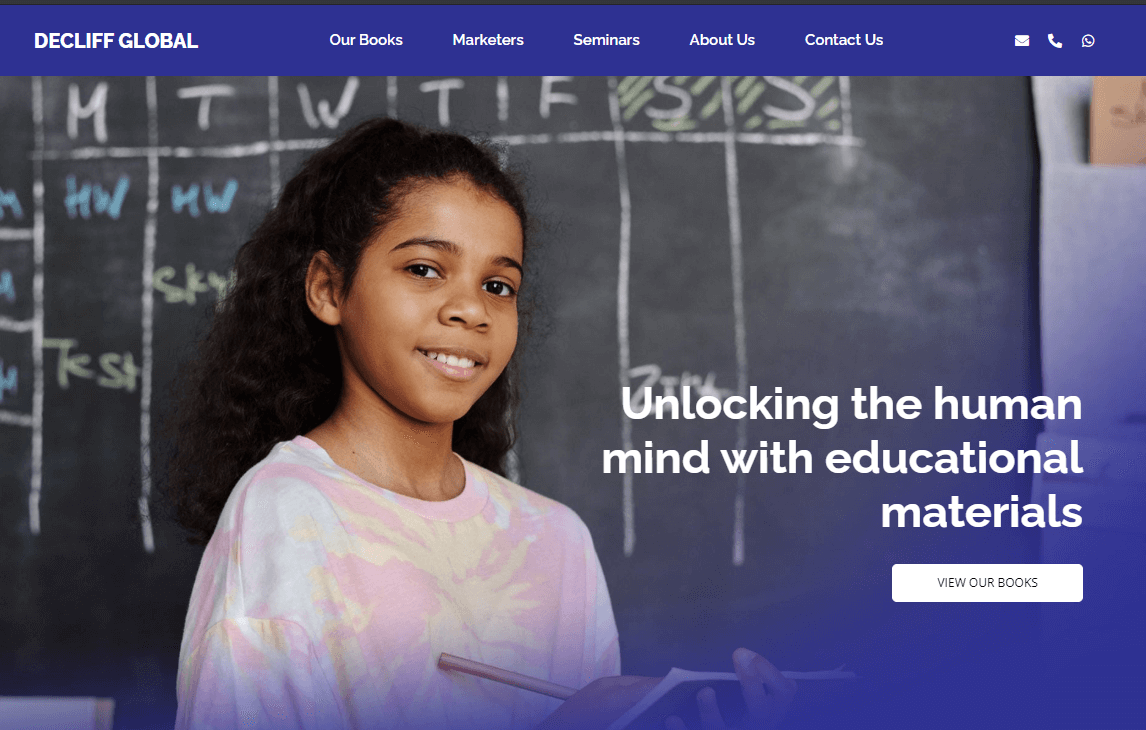 DECLIFF GLOBAL
Our Books
Marketers
Seminars
About Us
Contact Us
M T W T F S S
HW HW
Test
Unlocking the human
mind with educational
materials
VIEW OUR BOOKS